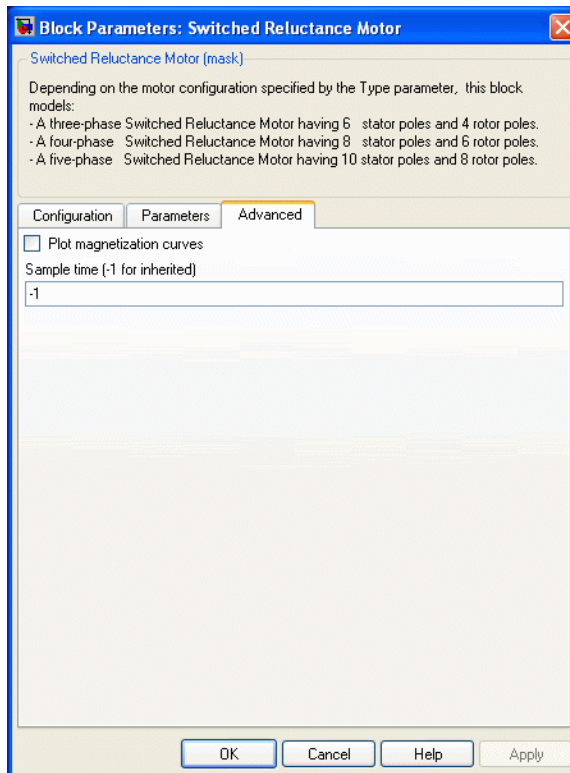 Block Parameters: Switched Reluctance Motor
Switched Reluctance Motor (mask)
Depending on the motor configuration specified by the Type parameter, this block
models:
- A three-phase Switched Reluctance Motor having 6 stator poles and 4 rotor poles.
- A four-phase Switched Reluctance Motor having 8 stator poles and 6 rotor poles.
- A five-phase Switched Reluctance Motor having 10 stator poles and 8 rotor poles.
Configuration Parameters Advanced
Plot magnetization curves
Sample time (-1 for inherited)
-1
OK Cancel Help Apply